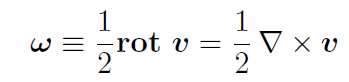 ω ≡ 1/2 rot v = 1/2 ∇ × v